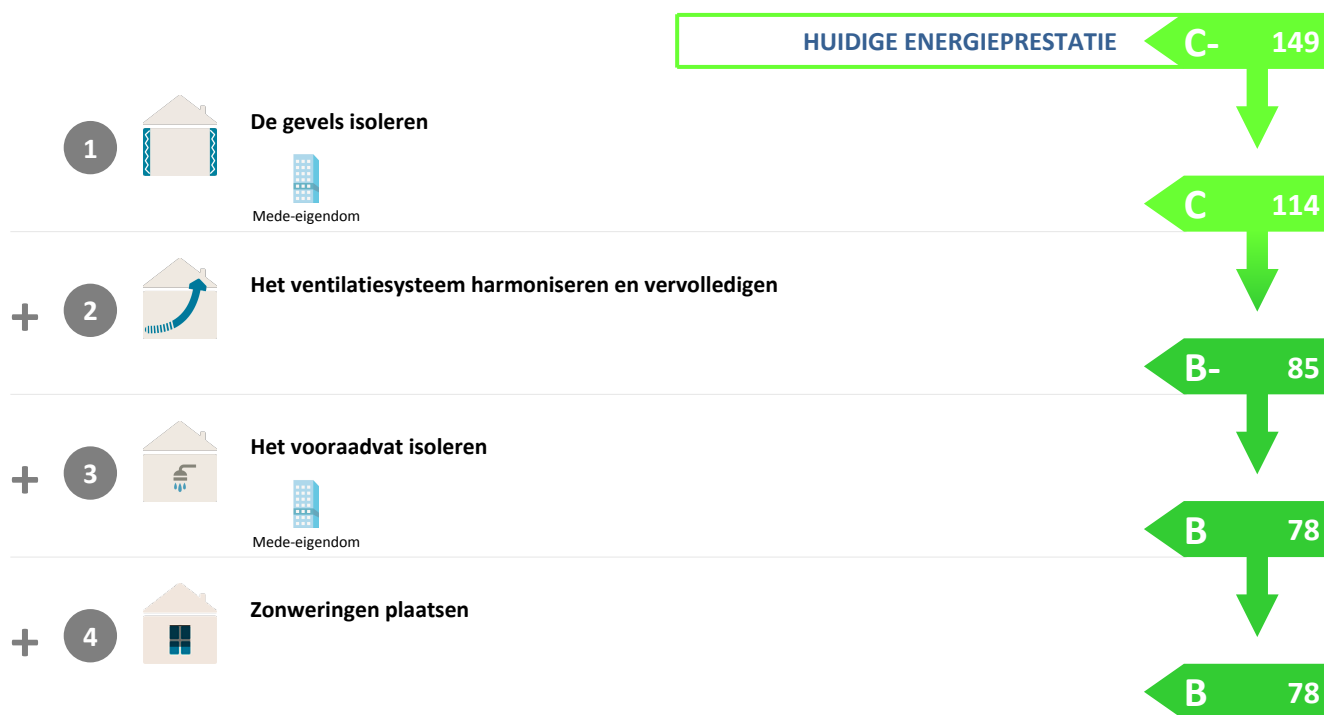 HUIDIGE ENERGIEPRESTATIE C- 149
1 De gevels isoleren
Mede-eigendom
C 114
+ 2 Het ventilatiesysteem harmoniseren en vervolledigen
B- 85
+ 3 Het vooraadvat isoleren
Mede-eigendom
B 78
+ 4 Zonweringen plaatsen
B 78